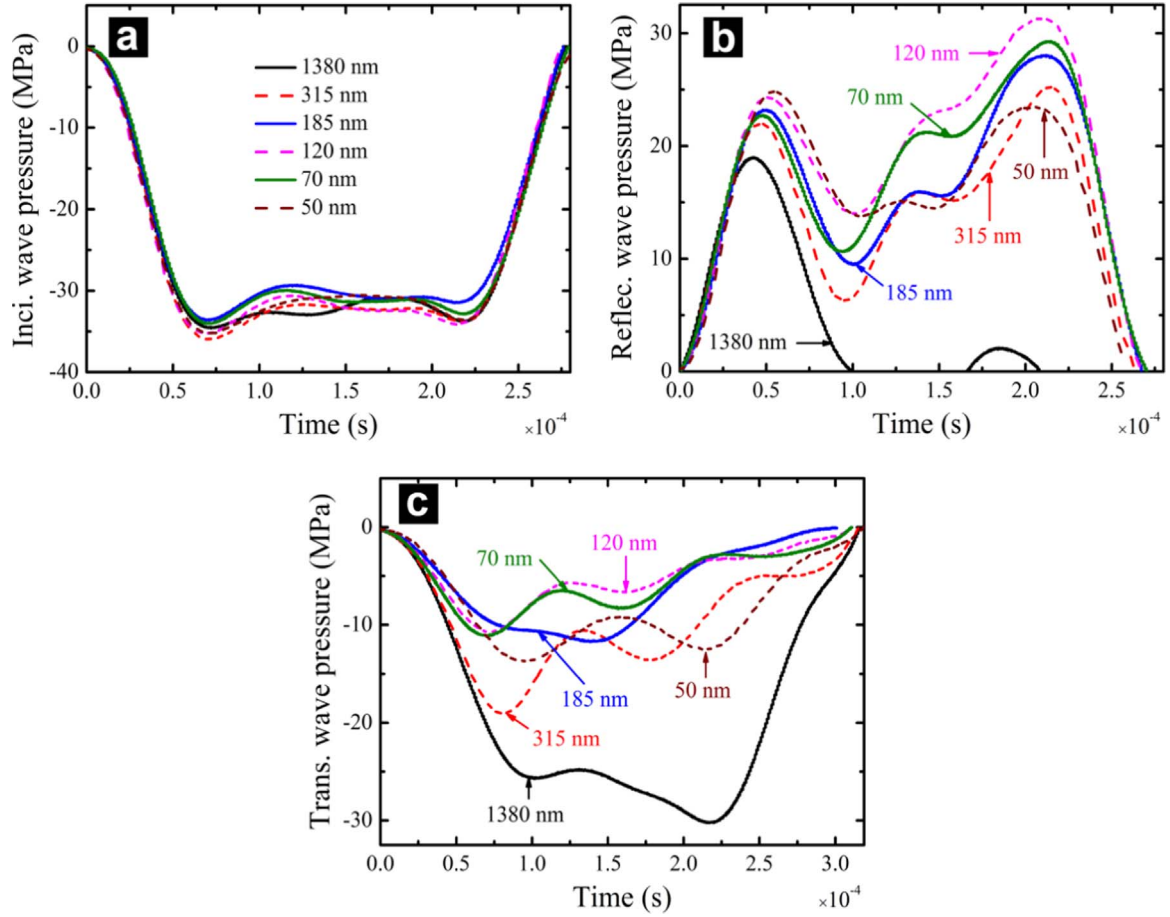 a
Inci. wave pressure (MPa)
0
-10
-20
-30
-40
1380 nm
315 nm
185 nm
120 nm
70 nm
50 nm
0.0 0.5 1.0 1.5 2.0 2.5
Time (s)
×10⁻⁴
b
Reflec. wave pressure (MPa)
30
20
10
0
120 nm
70 nm
50 nm
315 nm
185 nm
1380 nm
0.0 0.5 1.0 1.5 2.0 2.5
Time (s)
×10⁻⁴
c
Trans. wave pressure (MPa)
0
-10
-20
-30
70 nm
120 nm
185 nm
50 nm
315 nm
1380 nm
0.0 0.5 1.0 1.5 2.0 2.5 3.0
Time (s)
×10⁻⁴